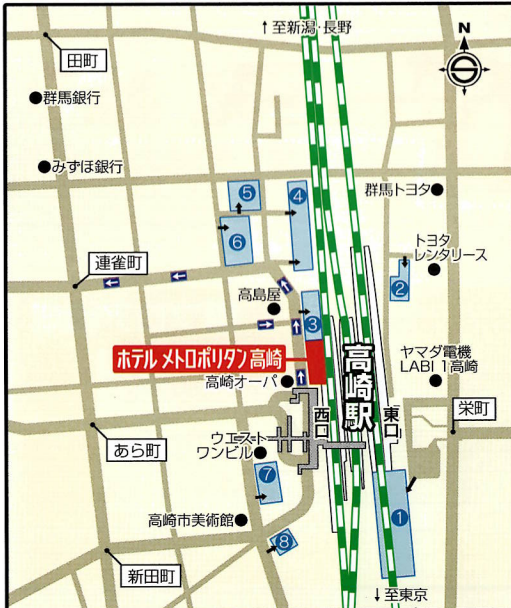 ↑至新潟・長野
N
S
田町
群馬銀行
みずほ銀行
群馬トヨタ
⑤
④
⑥
トヨタ
レンタリース
②
連雀町
高島屋
③
ホテル メトロポリタン 高崎
高崎駅
ヤマダ電機
LABI 1高崎
高崎オーパ
西口
東口
栄町
あら町
ウエスト
ワンビル
⑦
①
高崎市美術館
⑧
新田町
↓至東京